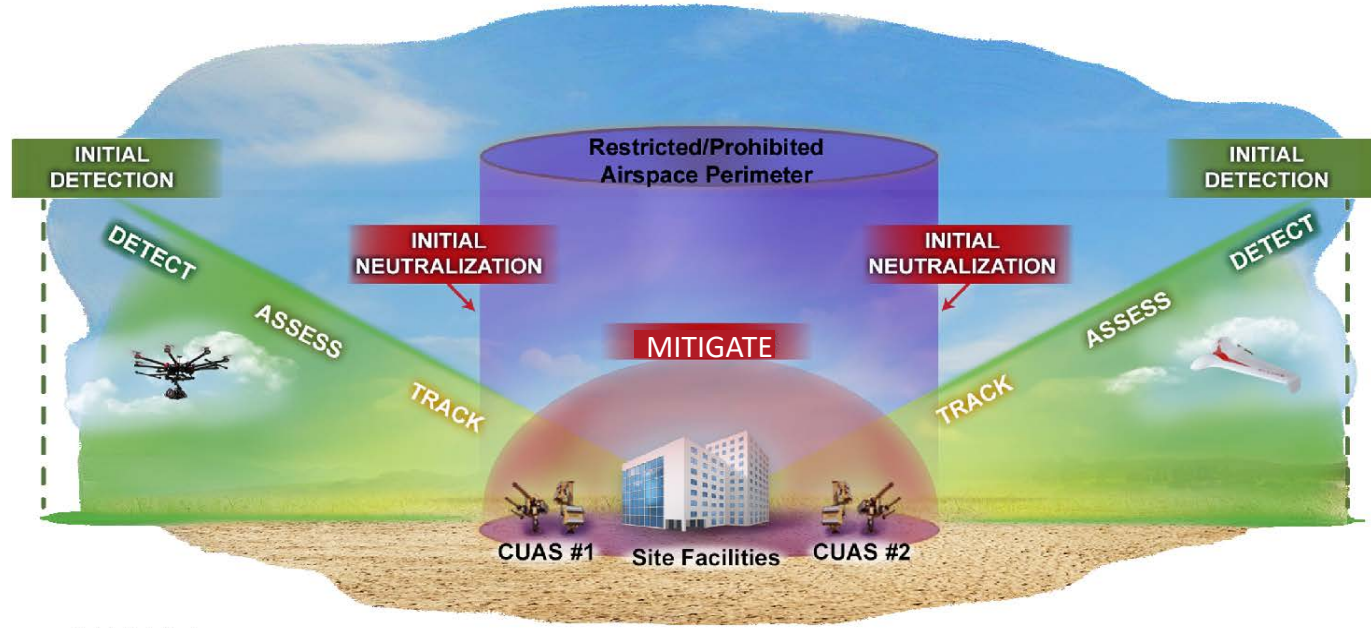 Restricted/Prohibited
Airspace Perimeter
INITIAL
DETECTION
INITIAL
DETECTION
INITIAL
NEUTRALIZATION
INITIAL
NEUTRALIZATION
DETECT
ASSESS
TRACK
DETECT
ASSESS
TRACK
MITIGATE
CUAS #1
Site Facilities
CUAS #2